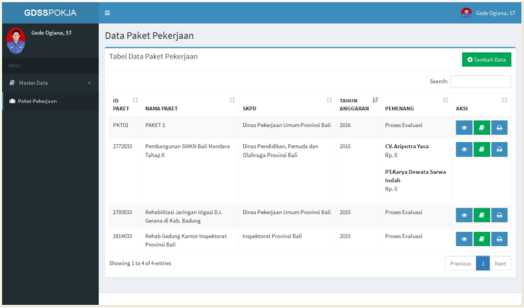 GDSSPOKJA
Gede Ogiana, ST
Gede Ogiana, ST
MENU
Master Data
Paket Pekerjaan
Data Paket Pekerjaan
Tabel Data Paket Pekerjaan
Tambah Data
Search:
ID PAKET NAMA PAKET SKPD TAHUN ANGGARAN PEMENANG AKSI
PKT01 PAKET 1 Dinas Pekerjaan Umum Provinsi Bali 2016 Proses Evaluasi
2772033 Pembangunan SMKN Bali Mandara Dinas Pendidikan, Pemuda dan 2015 CV. Ariputra Yasa
Tahap II Olahraga Provinsi Bali Rp. 0
PT.Karya Dewata Sarwa
Indah
Rp. 0
Rehabilitasi Jaringan Irigasi D.I. Dinas Pekerjaan Umum Provinsi Bali 2015 Proses Evaluasi
Gerana di Kab. Badung
Rehab Gedung Kantor Inspektorat Inspektorat Provinsi Bali 2015 Proses Evaluasi
Provinsi Bali
Showing 1 to 4 of 4 entries
Previous 1 Next